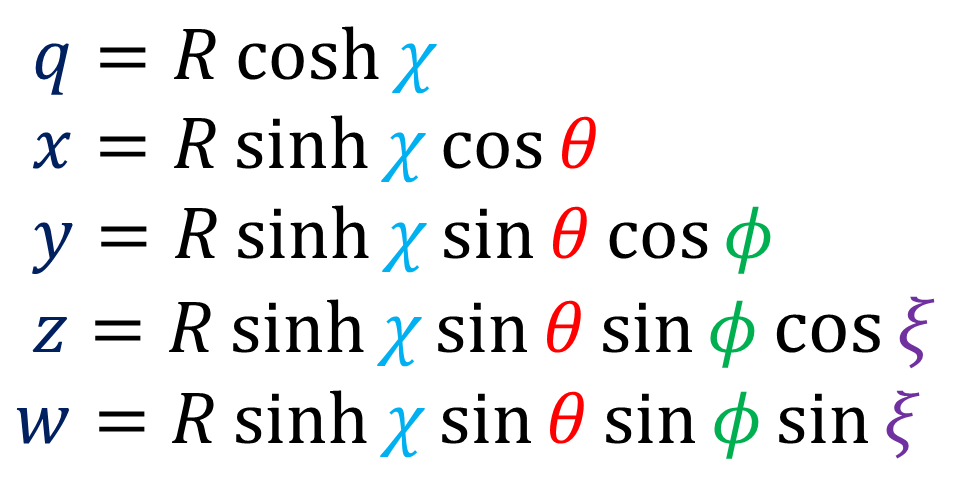 q = R cosh χ
x = R sinh χ cos θ
y = R sinh χ sin θ cos ϕ
z = R sinh χ sin θ sin ϕ cos ξ
w = R sinh χ sin θ sin ϕ sin ξ